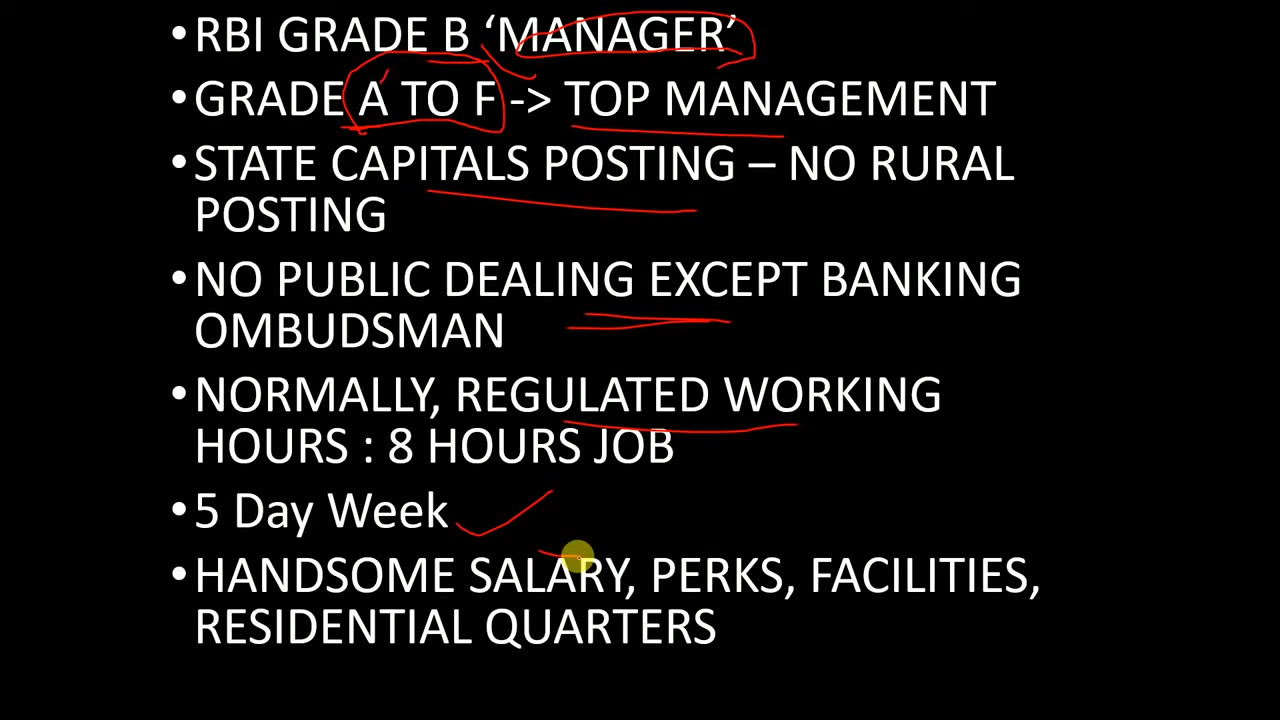 •RBI GRADE B ‘MANAGER’
•GRADE A TO F -> TOP MANAGEMENT
•STATE CAPITALS POSTING – NO RURAL
POSTING
•NO PUBLIC DEALING EXCEPT BANKING
OMBUDSMAN
•NORMALLY, REGULATED WORKING
HOURS : 8 HOURS JOB
•5 Day Week
•HANDSOME SALARY, PERKS, FACILITIES,
RESIDENTIAL QUARTERS